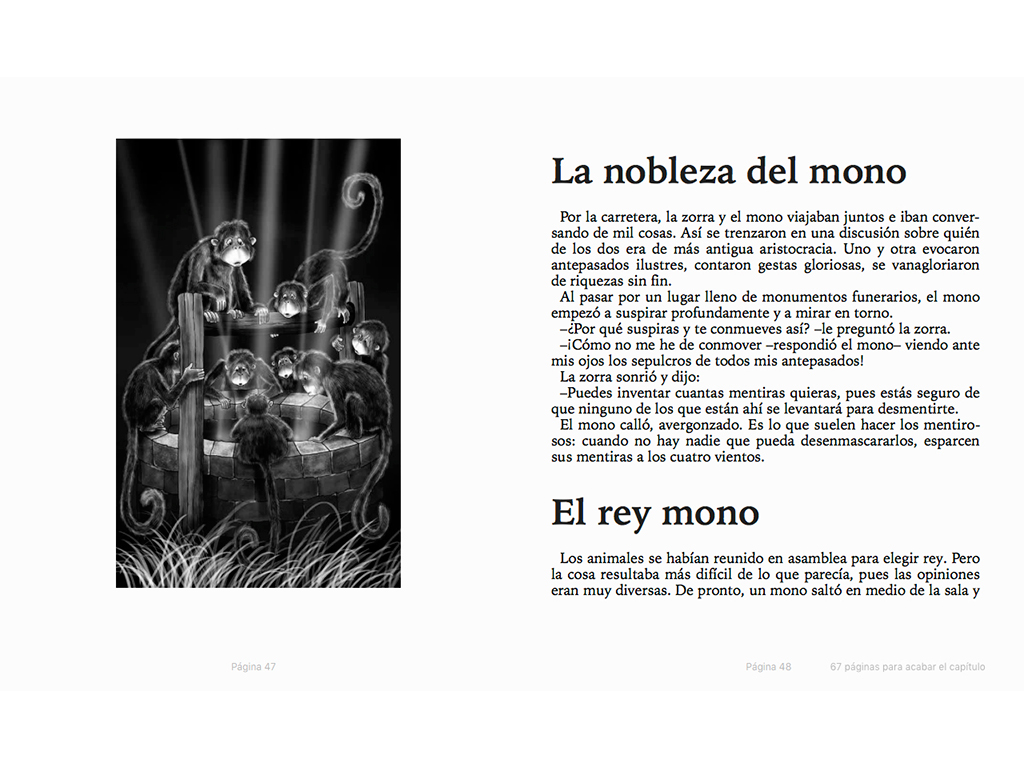 La nobleza del mono
Por la carretera, la zorra y el mono viajaban juntos e iban conver-
sando de mil cosas. Así se trenzaron en una discusión sobre quién
de los dos era de más antigua aristocracia. Uno y otra evocaron
antepasados ilustres, contaron gestas gloriosas, se vanagloriaron
de riquezas sin fin.
Al pasar por un lugar lleno de monumentos funerarios, el mono
empezó a suspirar profundamente y a mirar en torno.
–¿Por qué suspiras y te conmueves así? –le preguntó la zorra.
–¡Cómo no me he de conmover –respondió el mono– viendo ante
mis ojos los sepulcros de todos mis antepasados!
La zorra sonrió y dijo:
–Puedes inventar cuantas mentiras quieras, pues estás seguro de
que ninguno de los que están ahí se levantará para desmentirte.
El mono calló, avergonzado. Es lo que suelen hacer los mentiro-
sos: cuando no hay nadie que pueda desenmascararlos, esparcen
sus mentiras a los cuatro vientos.
El rey mono
Los animales se habían reunido en asamblea para elegir rey. Pero
la cosa resultaba más difícil de lo que parecía, pues las opiniones
eran muy diversas. De pronto, un mono saltó en medio de la sala y
Página 47
Página 48
67 páginas para acabar el capítulo